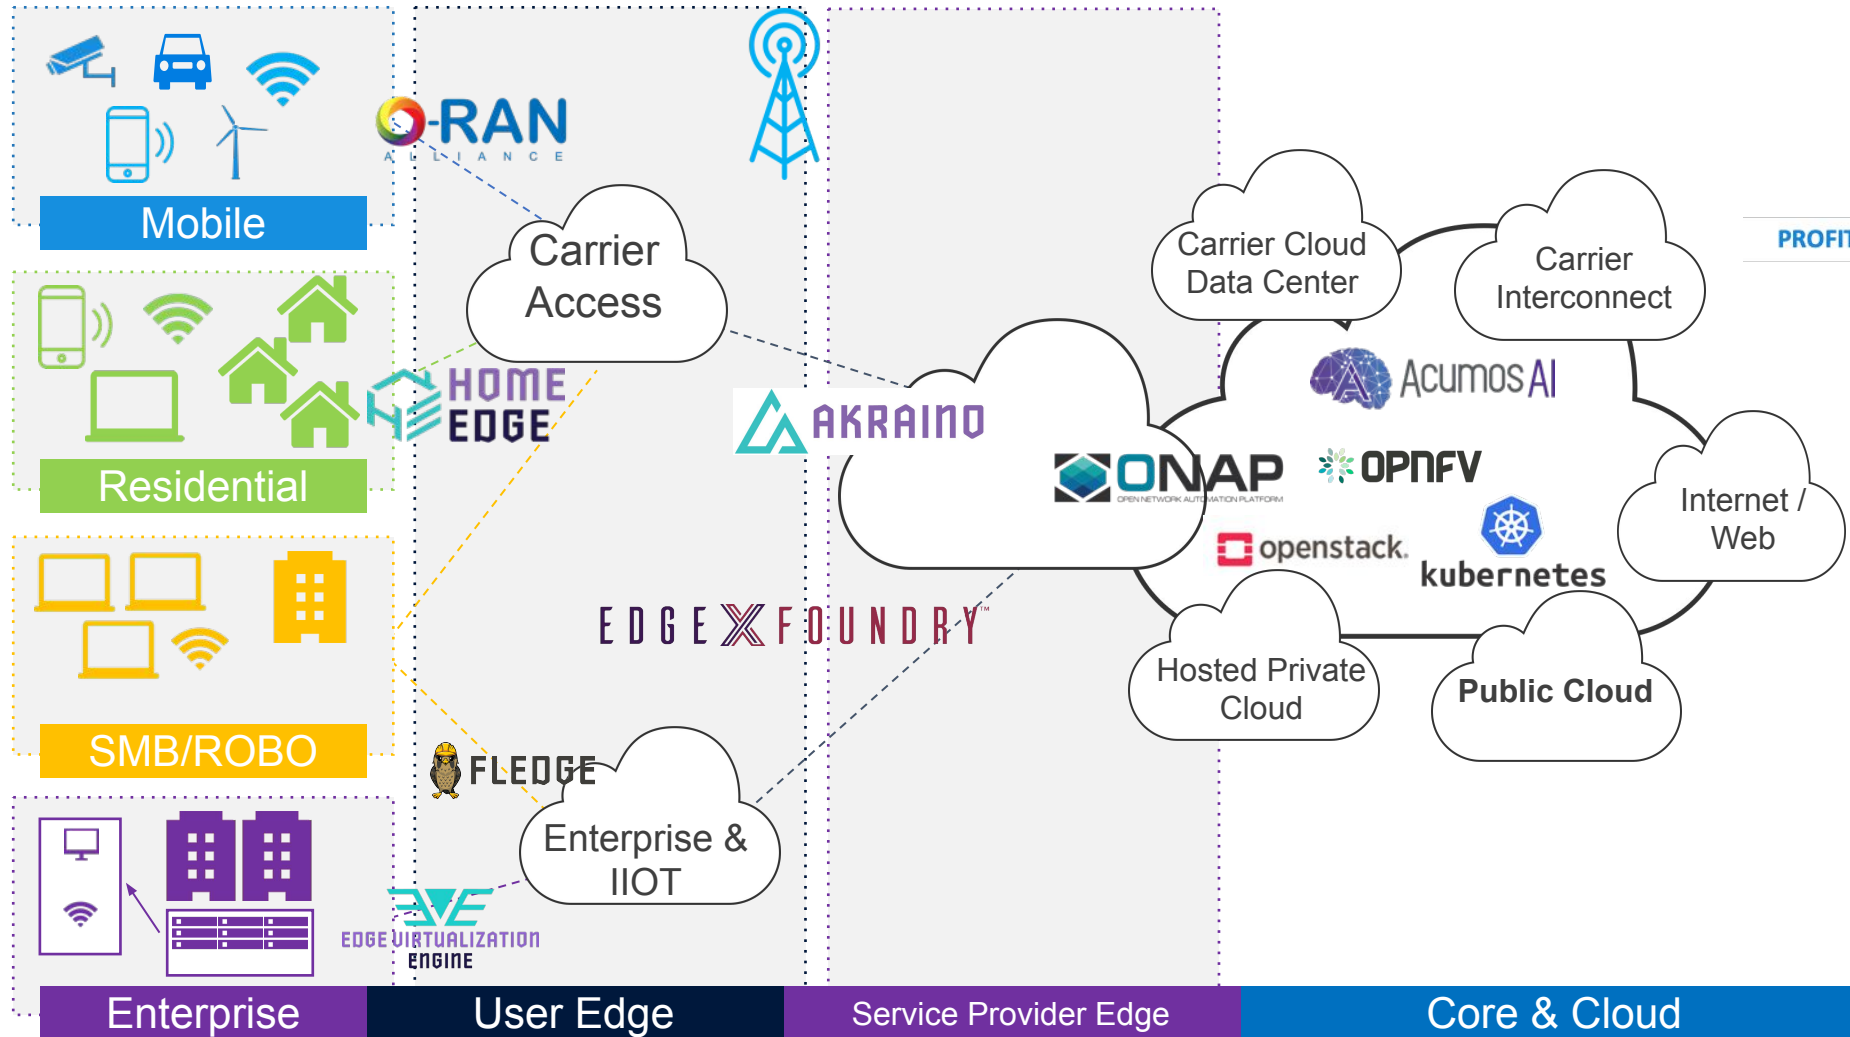 Mobile
Residential
SMB/ROBO
Enterprise
O-RAN
ALLIANCE
Carrier
Access
HOME
EDGE
AKRAINO
EDGE X FOUNDRY™
FLEDGE
Enterprise &
IIOT
EDGE VIRTUALIZATION
ENGINE
User Edge
Service Provider Edge
Carrier Cloud
Data Center
Carrier
Interconnect
PROFIT
Acumos AI
ONAP
OPEN NETWORK AUTOMATION PLATFORM
OPNFV
openstack.
kubernetes
Internet /
Web
Hosted Private
Cloud
Public Cloud
Core & Cloud